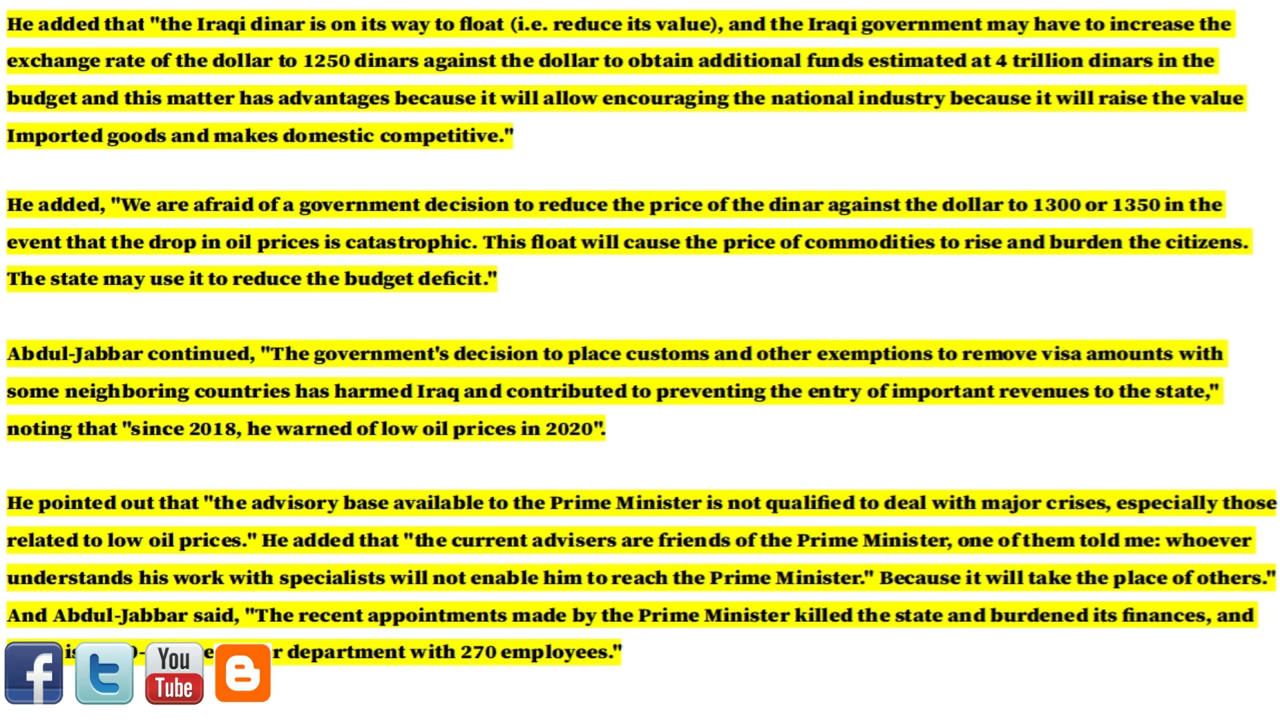 He added that "the Iraqi dinar is on its way to float (i.e. reduce its value), and the Iraqi government may have to increase the
exchange rate of the dollar to 1250 dinars against the dollar to obtain additional funds estimated at 4 trillion dinars in the
budget and this matter has advantages because it will allow encouraging the national industry because it will raise the value
Imported goods and makes domestic competitive."
He added, "We are afraid of a government decision to reduce the price of the dinar against the dollar to 1300 or 1350 in the
event that the drop in oil prices is catastrophic. This float will cause the price of commodities to rise and burden the citizens.
The state may use it to reduce the budget deficit."
Abdul-Jabbar continued, "The government's decision to place customs and other exemptions to remove visa amounts with
some neighboring countries has harmed Iraq and contributed to preventing the entry of important revenues to the state,"
noting that "since 2018, he warned of low oil prices in 2020".
He pointed out that "the advisory base available to the Prime Minister is not qualified to deal with major crises, especially those
related to low oil prices." He added that "the current advisers are friends of the Prime Minister, one of them told me: whoever
understands his work with specialists will not enable him to reach the Prime Minister." Because it will take the place of others."
And Abdul-Jabbar said, "The recent appointments made by the Prime Minister killed the state and burdened its finances, and
department with 270 employees."
You
Tube